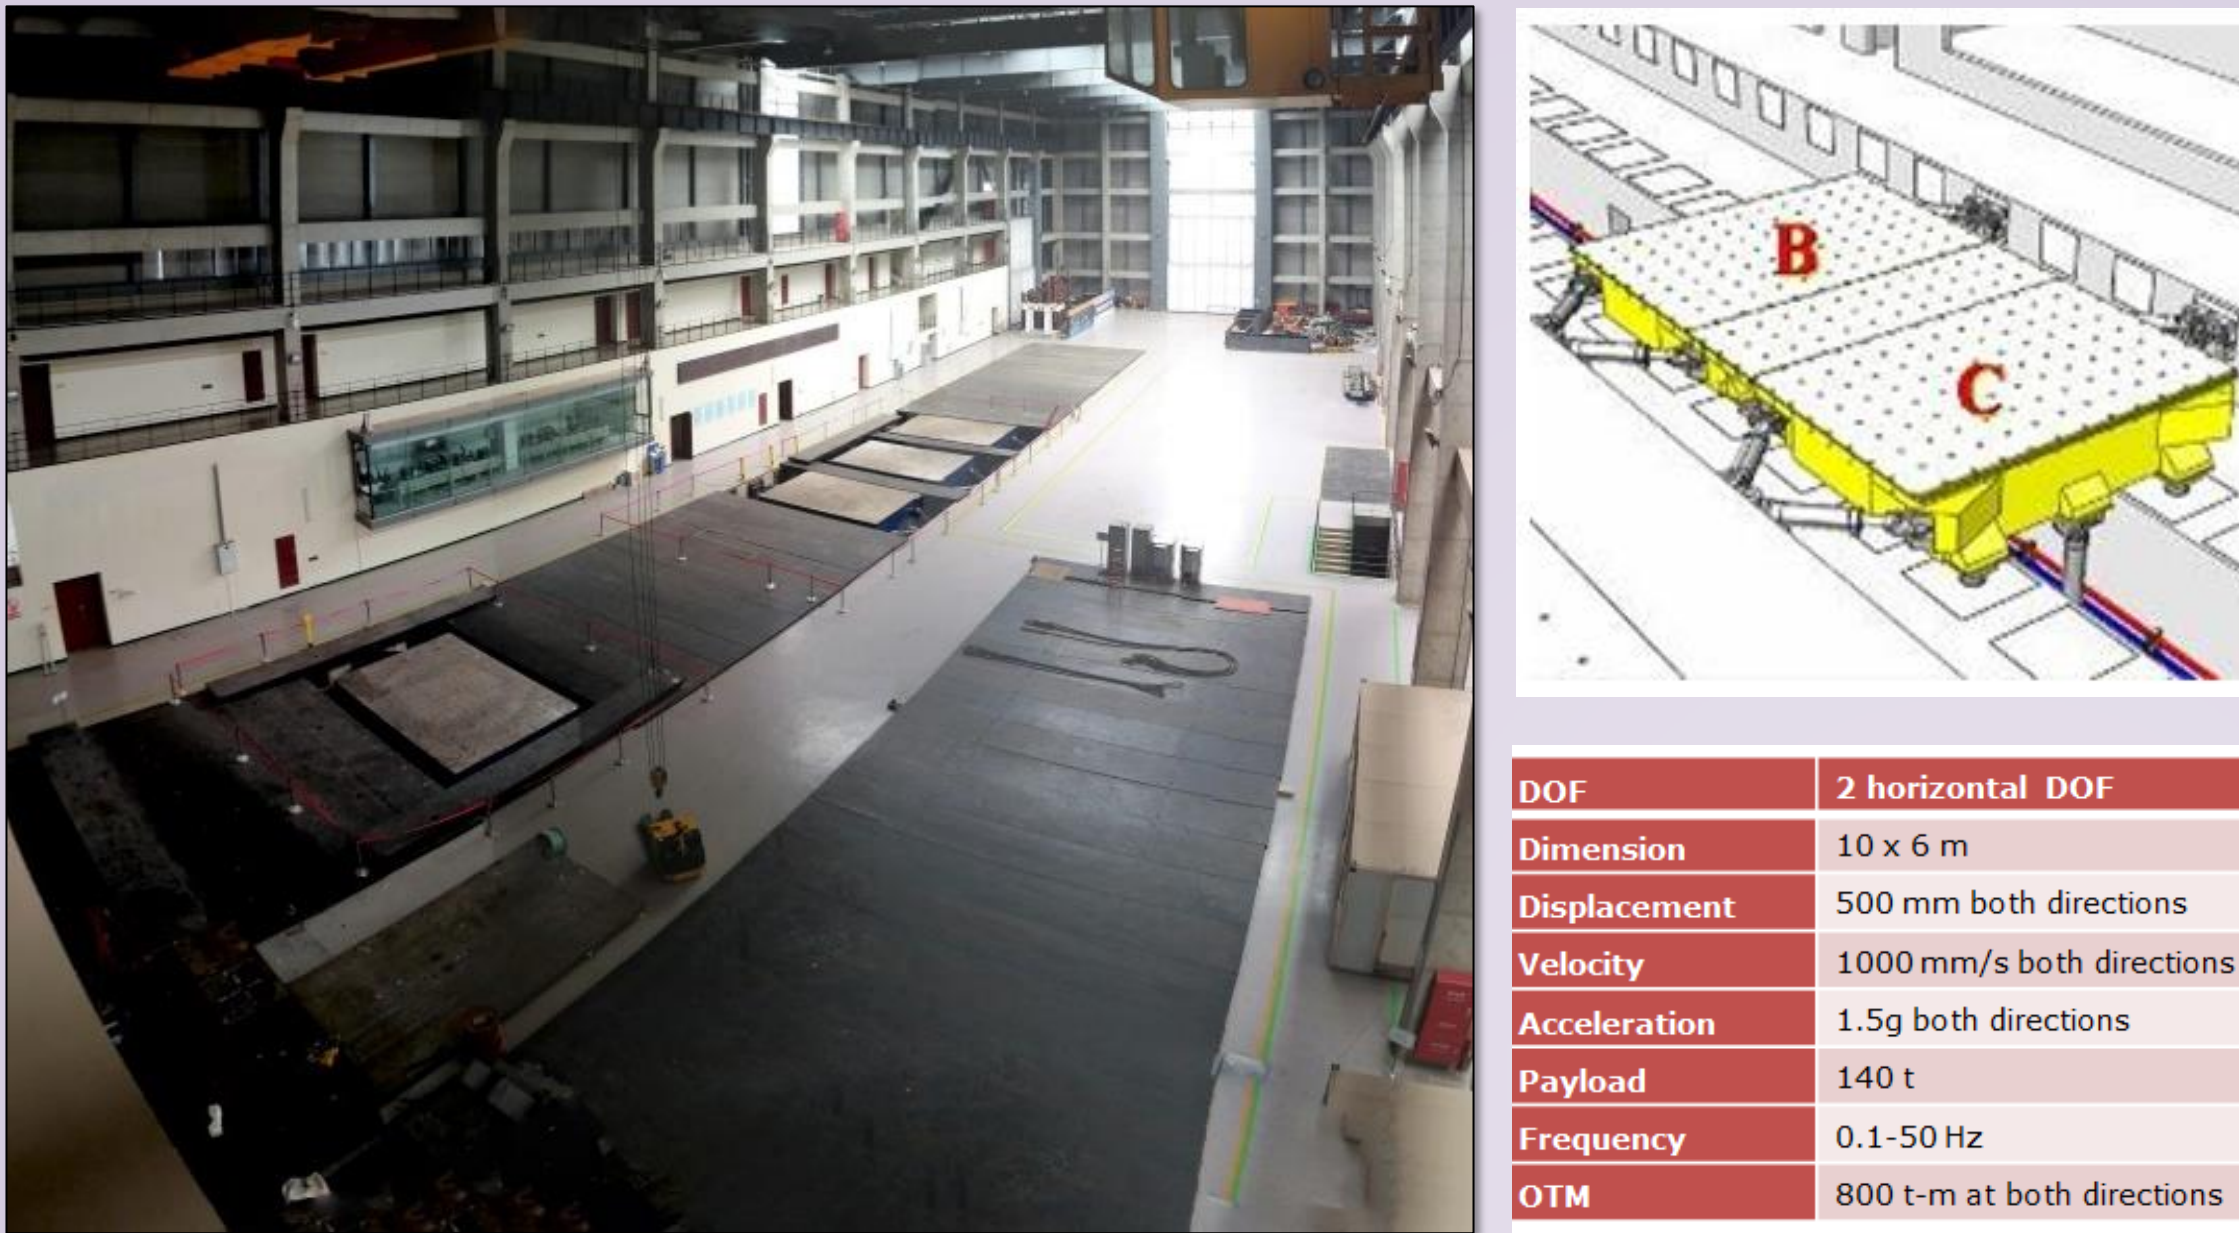 B
C
DOF 2 horizontal DOF
Dimension 10 x 6 m
Displacement 500 mm both directions
Velocity 1000 mm/s both directions
Acceleration 1.5g both directions
Payload 140 t
Frequency 0.1-50 Hz
OTM 800 t-m at both directions